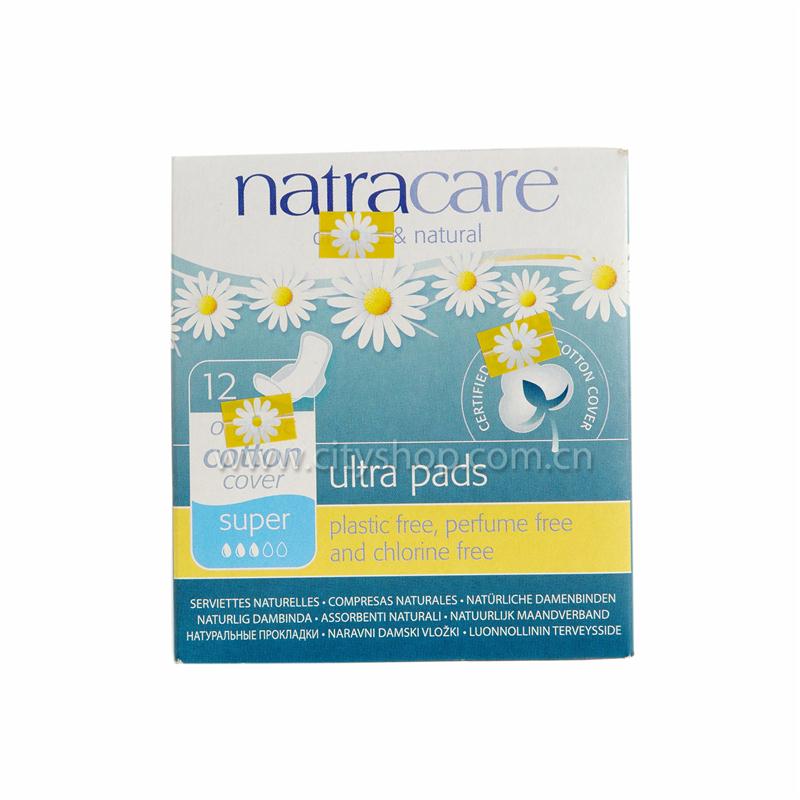 natracare
& natural
12
CERTIFIED
COTTON COVER
cotton
cover
www.cityshop.com.cn
ultra pads
super
plastic free, perfume free
and chlorine free
SERVIETTES NATURELLES • COMPRESAS NATURALES • NATÜRLICHE DAMENBINDEN
NATURLIG DAMBINDA • ASSORBENTI NATURALI • NATUURLIJK MAANDVERBAND
НАТУРАЛЬНЫЕ ПРОКЛАДКИ • NARAVNI DAMSKI VLOŽKI • LUONNOLLININ TERVEYSSIDE